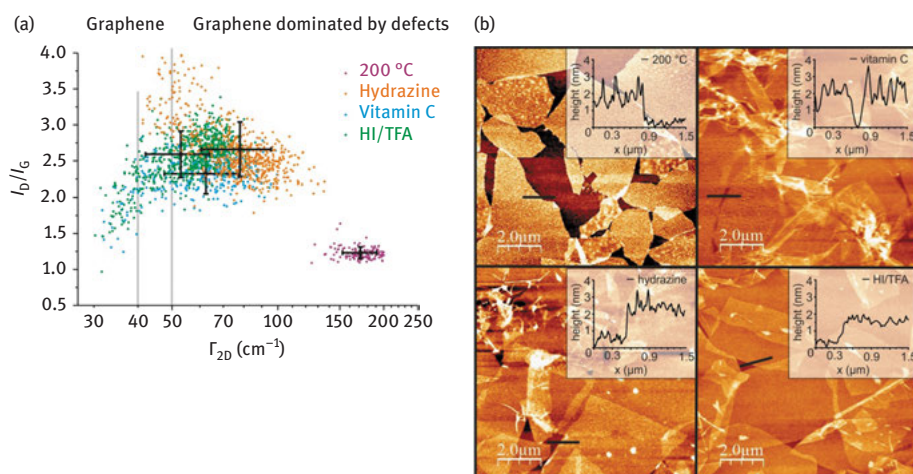 (a)
Graphene
Graphene dominated by defects
I_D/I_G
4.0
3.5
3.0
2.5
2.0
1.5
1.0
0.5
200 °C
Hydrazine
Vitamin C
HI/TFA
30 40 50 70 100 150 200 250
Γ_2D (cm⁻¹)
(b)
200 °C
height (nm)
4
3
2
1
0
0.3 0.9 1.5
x (μm)
2.0μm
vitamin C
height (nm)
4
3
2
1
0
0.3 0.9 1.5
x (μm)
2.0μm
hydrazine
height (nm)
4
3
2
1
0
0.3 0.9 1.5
x (μm)
2.0μm
HI/TFA
height (nm)
4
3
2
1
0
0.3 0.9 1.5
x (μm)
2.0μm